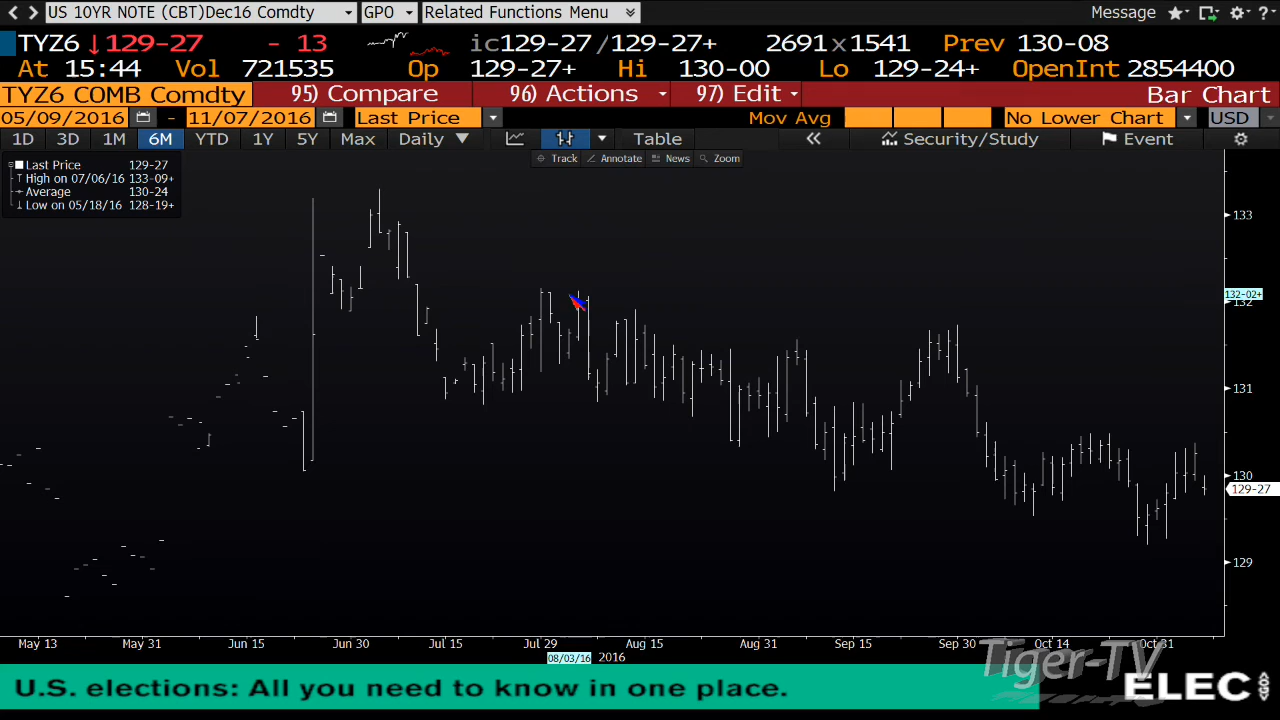 US 10YR NOTE (CBT)Dec16 Comdty GPO Related Functions Menu Message ?
TYZ6 ↓129-27 - 13 ic129-27/129-27+ 2691x1541 Prev 130-08
At 15:44 Vol 721535 Op 129-27+ Hi 130-00 Lo 129-24+ OpenInt 2854400
TYZ6 COMB Comdty 95) Compare 96) Actions 97) Edit Bar Chart
05/09/2016 - 11/07/2016 Last Price Mov Avg No Lower Chart USD
1D 3D 1M 6M YTD 1Y 5Y Max Daily Table Security/Study Event
Track Annotate News Zoom
Last Price 129-27
High on 07/06/16 133-09+
Average 130-24
Low on 05/18/16 128-19+
133
132-02+
132
131
130
129-27
129
May 13 May 31 Jun 15 Jun 30 Jul 15 Jul 29 Aug 15 Aug 31 Sep 15 Sep 30 Oct 14 Oct 31
08/03/16 2016
Tiger-TV
U.S. elections: All you need to know in one place.
ELEC